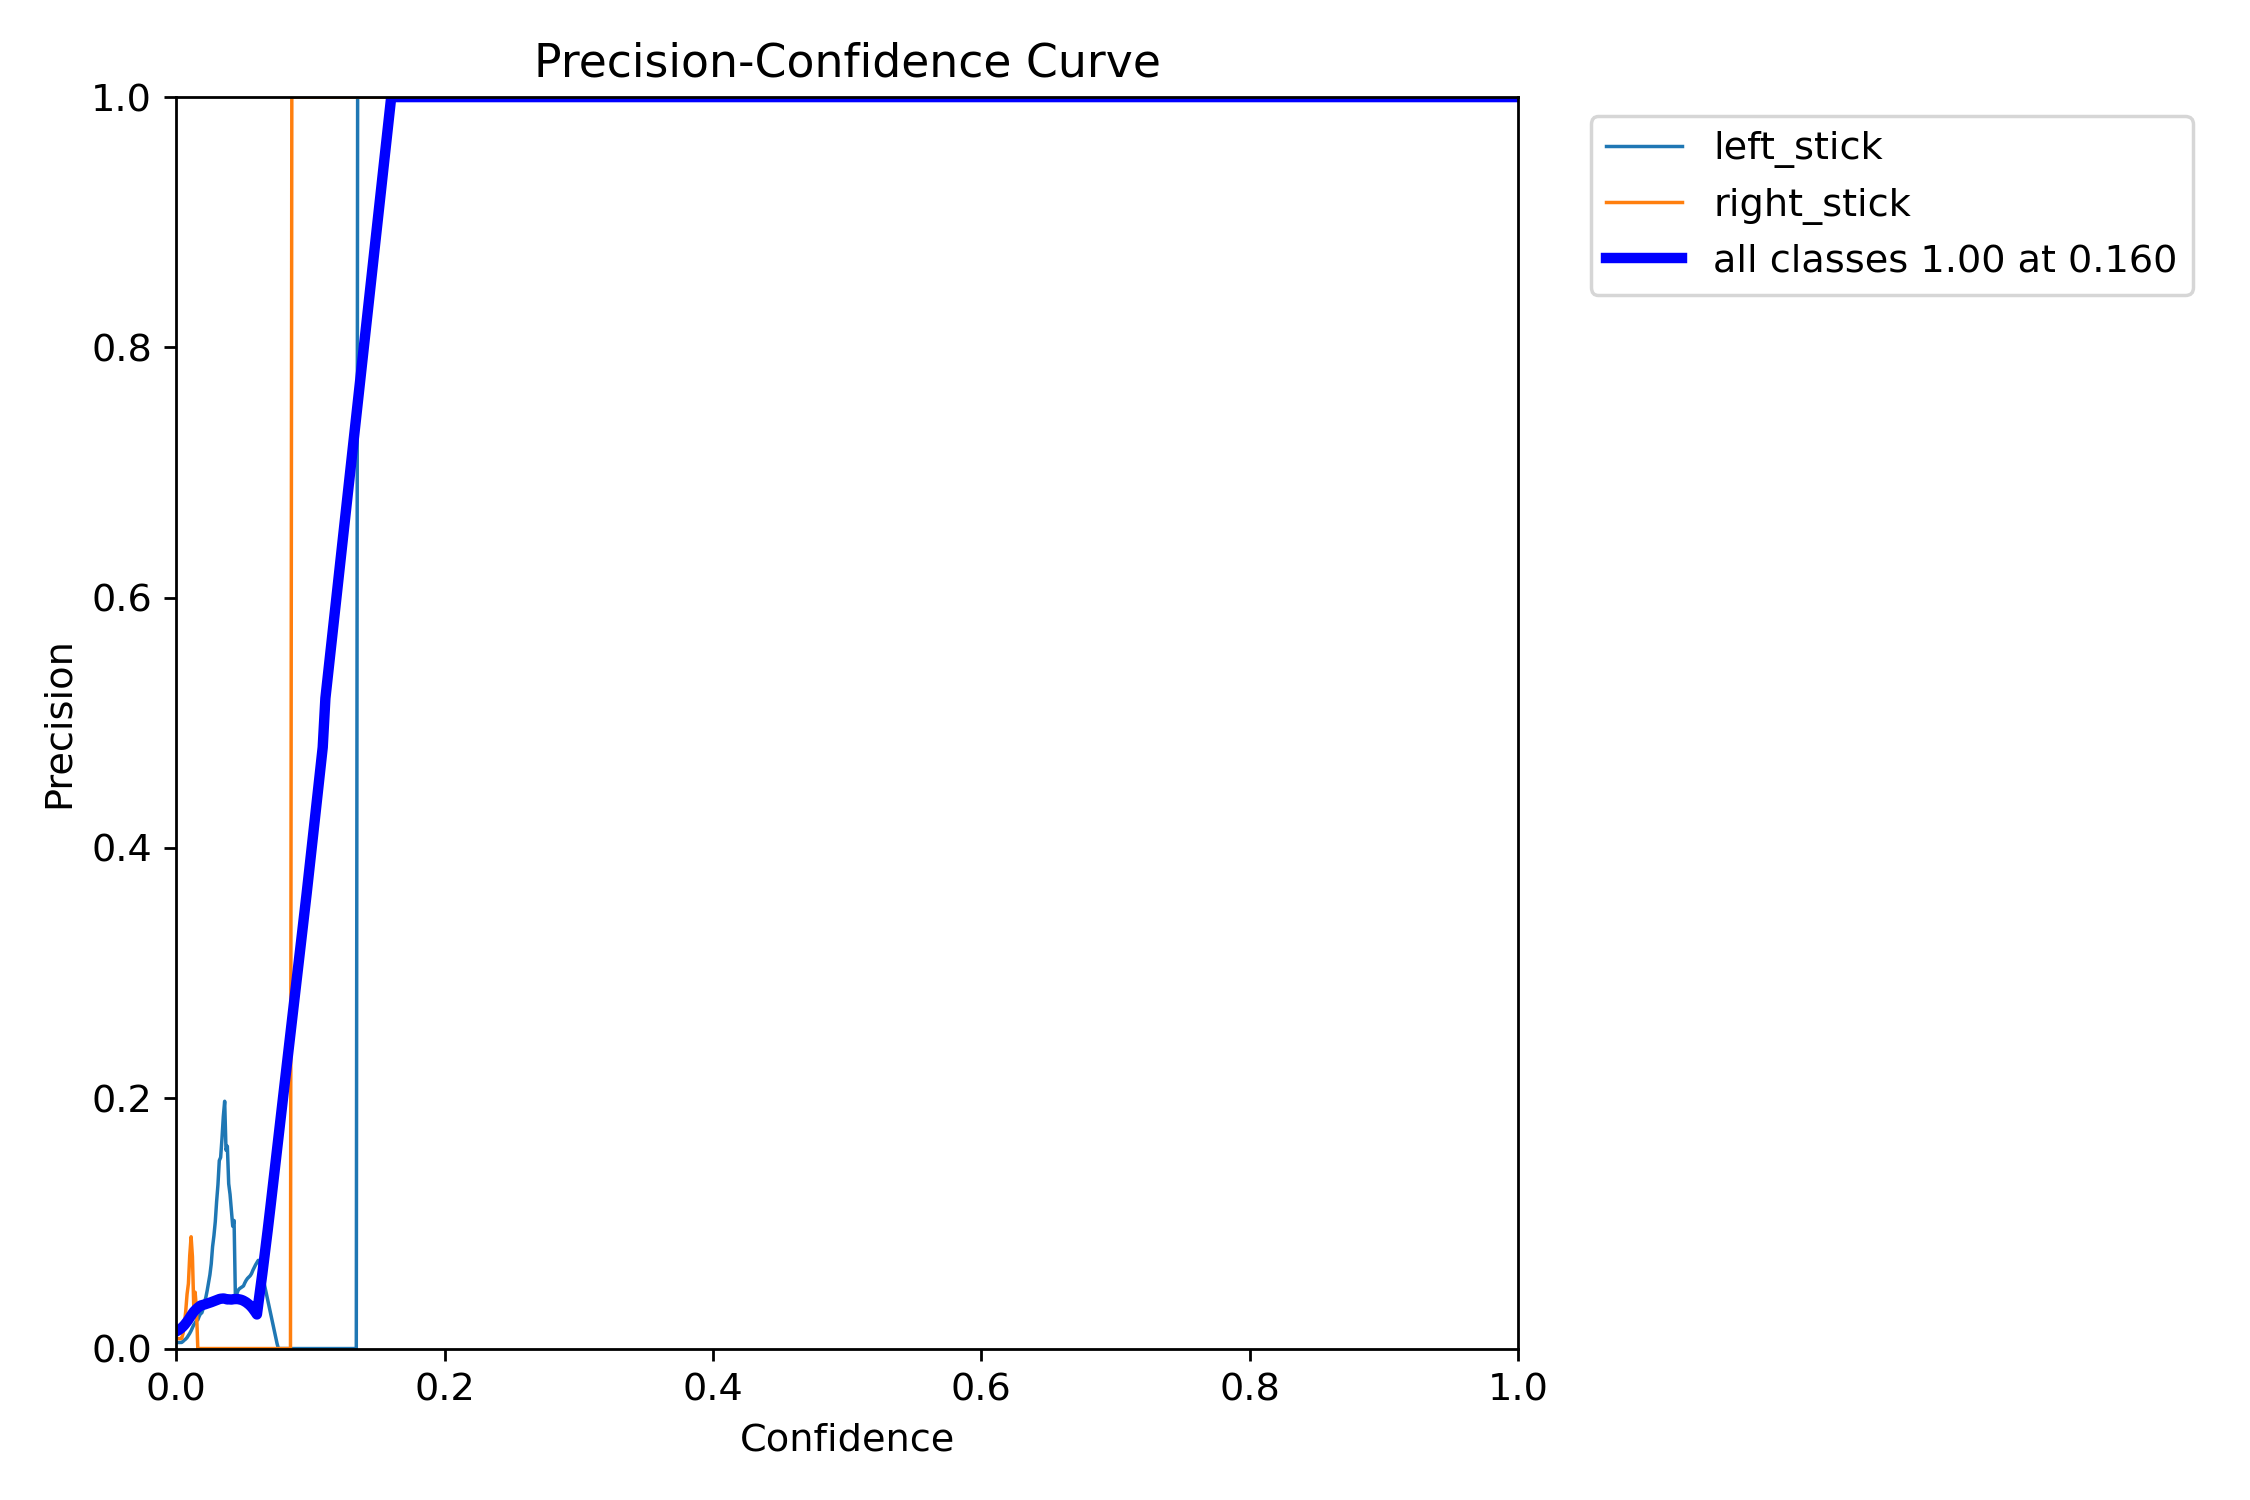 Precision-Confidence Curve
1.0
0.8
0.6
0.4
0.2
0.0
Precision
0.0 0.2 0.4 0.6 0.8 1.0
Confidence
left_stick
right_stick
all classes 1.00 at 0.160